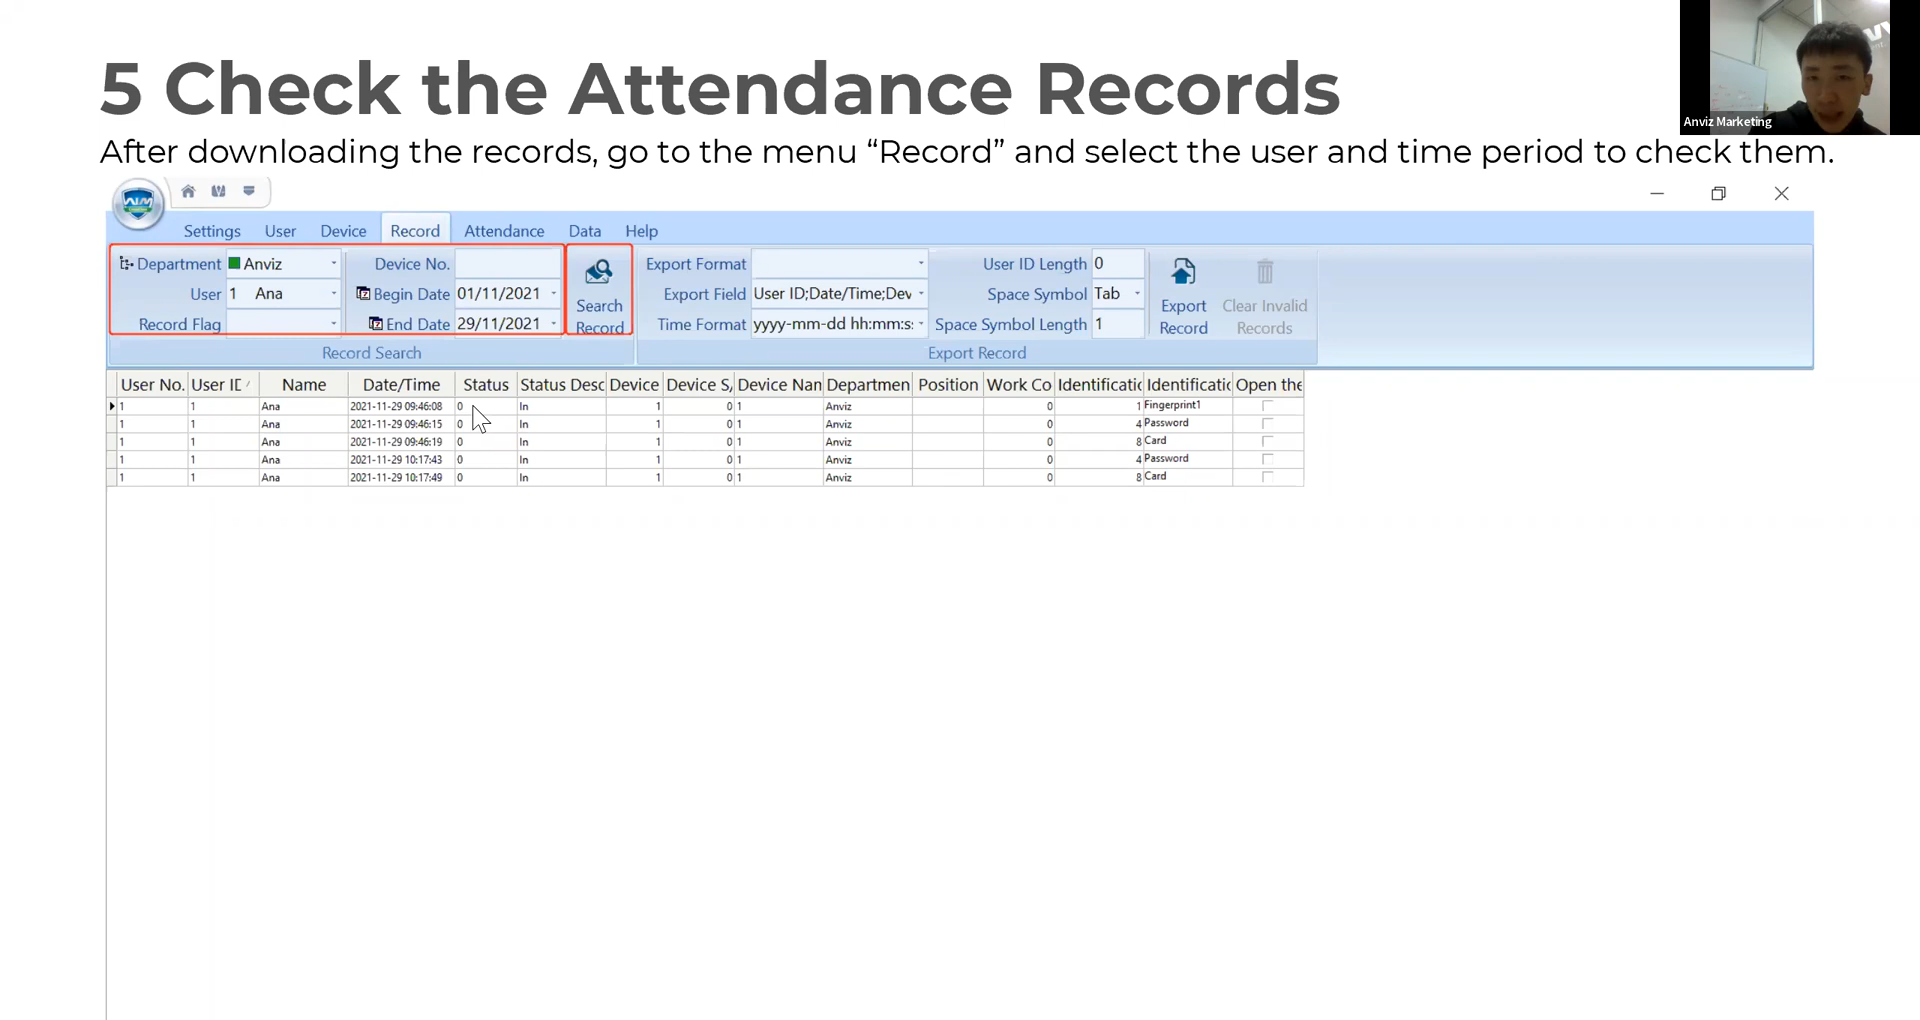 5 Check the Attendance Records
After downloading the records, go to the menu “Record” and select the user and time period to check them.
Anviz Marketing
Settings User Device Record Attendance Data Help
Department Anviz Device No. Export Format User ID Length 0
User 1 Ana Begin Date 01/11/2021 Search Export Field User ID;Date/Time;Dev Space Symbol Tab Export Clear Invalid
Record Flag End Date 29/11/2021 Record Time Format yyyy-mm-dd hh:mm:s: Space Symbol Length 1 Record Records
Record Search Export Record
User No. User ID Name Date/Time Status Status Desc Device Device S, Device Nan Departmen Position Work Co Identificatic Identificatic Open the
1 1 Ana 2021-11-29 09:46:08 0 In 1 0 1 Anviz 0 1 Fingerprint1
1 1 Ana 2021-11-29 09:46:15 0 In 1 0 1 Anviz 0 4 Password
1 1 Ana 2021-11-29 09:46:19 0 In 1 0 1 Anviz 0 8 Card
1 1 Ana 2021-11-29 10:17:43 0 In 1 0 1 Anviz 0 4 Password
1 1 Ana 2021-11-29 10:17:49 0 In 1 0 1 Anviz 0 8 Card